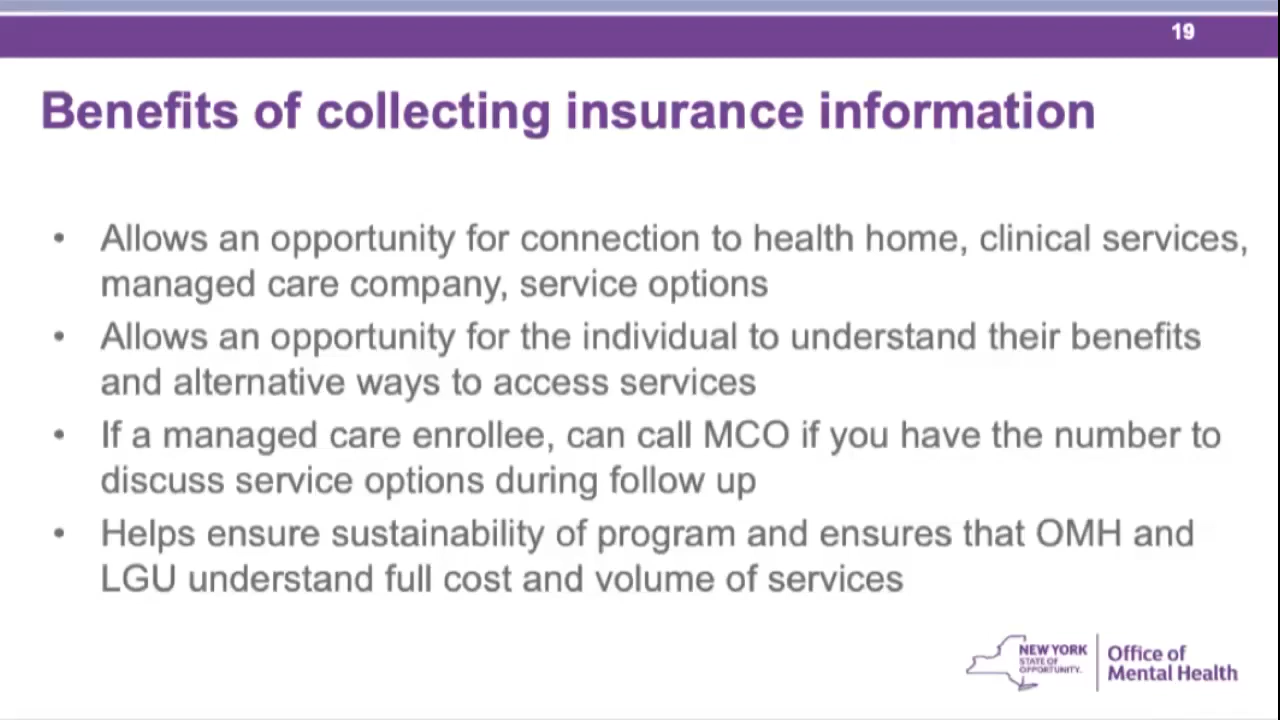 19
Benefits of collecting insurance information
• Allows an opportunity for connection to health home, clinical services,
managed care company, service options
• Allows an opportunity for the individual to understand their benefits
and alternative ways to access services
• If a managed care enrollee, can call MCO if you have the number to
discuss service options during follow up
• Helps ensure sustainability of program and ensures that OMH and
LGU understand full cost and volume of services
NEW YORK
STATE OF
OPPORTUNITY.
Office of
Mental Health